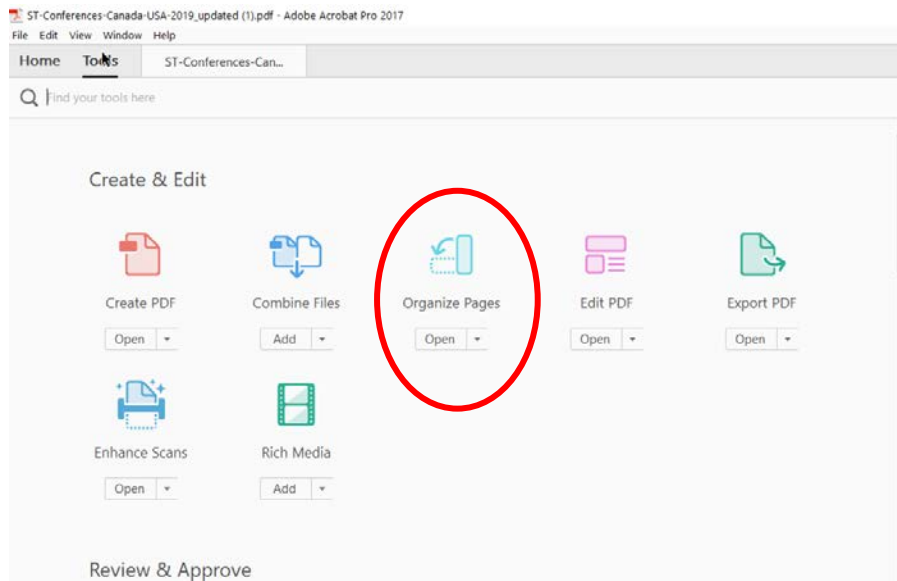 ST-Conferences-Canada-USA-2019_updated (1).pdf - Adobe Acrobat Pro 2017
File Edit View Window Help
Home Tools ST-Conferences-Can...
Find your tools here
Create & Edit
Create PDF Combine Files Organize Pages Edit PDF Export PDF
Open Add Open Open Open
Enhance Scans Rich Media
Open Add
Review & Approve